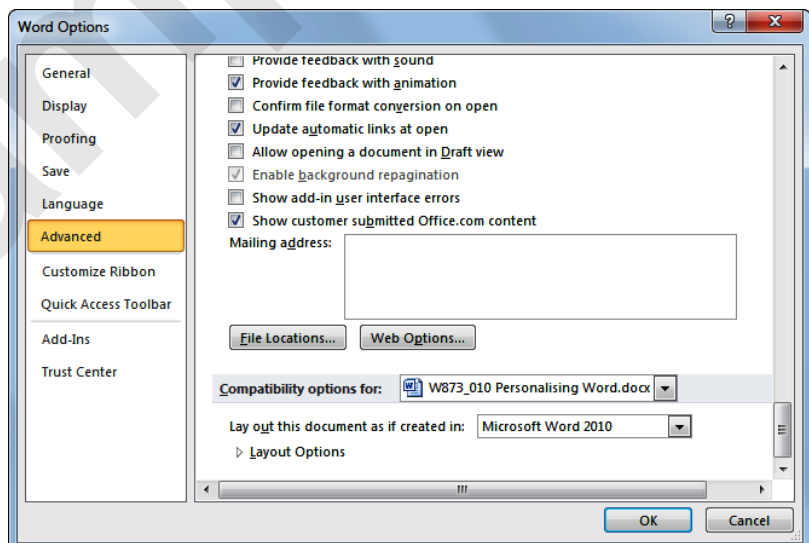 Word Options
General
Display
Proofing
Save
Language
Advanced
Customize Ribbon
Quick Access Toolbar
Add-Ins
Trust Center
Provide feedback with sound
Provide feedback with animation
Confirm file format conversion on open
Update automatic links at open
Allow opening a document in Draft view
Enable background repagination
Show add-in user interface errors
Show customer submitted Office.com content
Mailing address:
File Locations... Web Options...
Compatibility options for: W873_010 Personalising Word.docx
Lay out this document as if created in: Microsoft Word 2010
Layout Options
OK Cancel